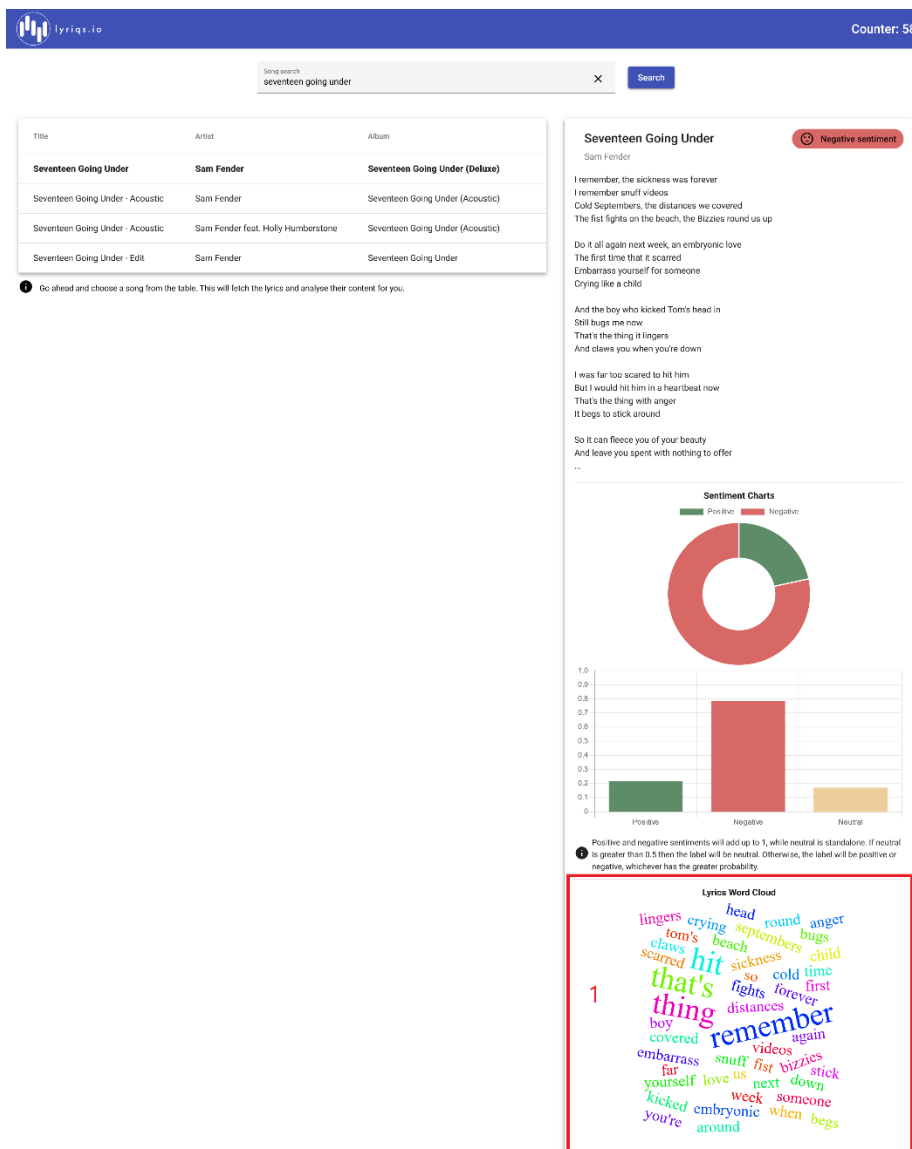 lyriqs.io
Counter: 58
Song search
seventeen going under
Search
Title Artist Album
Seventeen Going Under Sam Fender Seventeen Going Under (Deluxe)
Seventeen Going Under - Acoustic Sam Fender Seventeen Going Under (Acoustic)
Seventeen Going Under - Acoustic Sam Fender feat. Holly Humberstone Seventeen Going Under (Acoustic)
Seventeen Going Under - Edit Sam Fender Seventeen Going Under
Go ahead and choose a song from the table. This will fetch the lyrics and analyse their content for you.
Seventeen Going Under
Negative sentiment
Sam Fender
I remember, the sickness was forever
I remember snuff videos
Cold Septembers, the distances we covered
The fist fights on the beach, the Bizzies round us up
Do it all again next week, an embryonic love
The first time that it scarred
Embarrass yourself for someone
Crying like a child
And the boy who kicked Tom's head in
Still bugs me now
That's the thing it lingers
And claws you when you're down
I was far too scared to hit him
But I would hit him in a heartbeat now
That's the thing with anger
It begs to stick around
So it can fleece you of your beauty
And leave you spent with nothing to offer
...
Sentiment Charts
Positive Negative
1.0
0.9
0.8
0.7
0.6
0.5
0.4
0.3
0.2
0.1
0
Positive Negative Neutral
Positive and negative sentiments will add up to 1, while neutral is standalone. If neutral
is greater than 0.5 then the label will be neutral. Otherwise, the label will be positive or
negative, whichever has the greater probability.
Lyrics Word Cloud
1
lingers crying head round anger
tom's beach septembers bugs
claws hit sickness child
scarred so cold time
that's fights forever first
thing distances
boy remember
covered again
embarrass snuff videos fist bizzies
far us stick
yourself love next down
kicked week someone
embryonic when begs
you're around